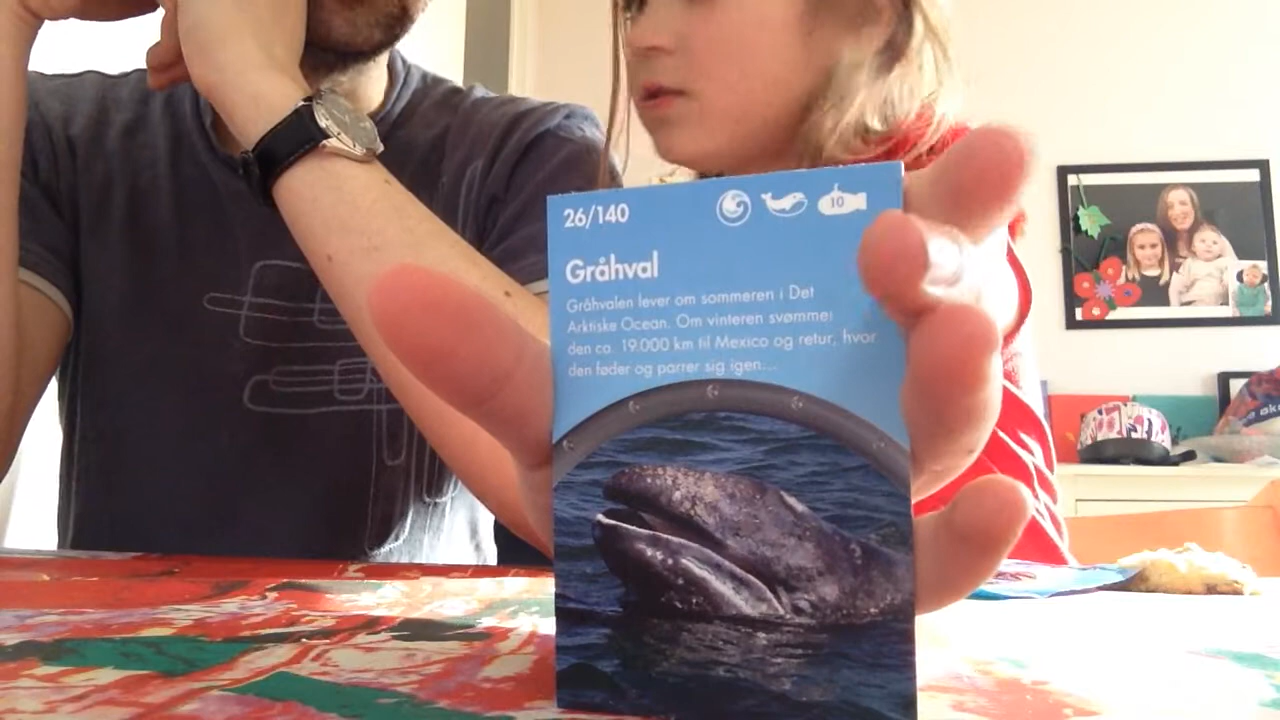 26/140
10
Gråhval
Gråhvalen lever om sommeren i Det
Arktiske Ocean. Om vinteren svømmer
den ca. 19.000 km til Mexico og retur, hvor
den føder og parrer sig igen...